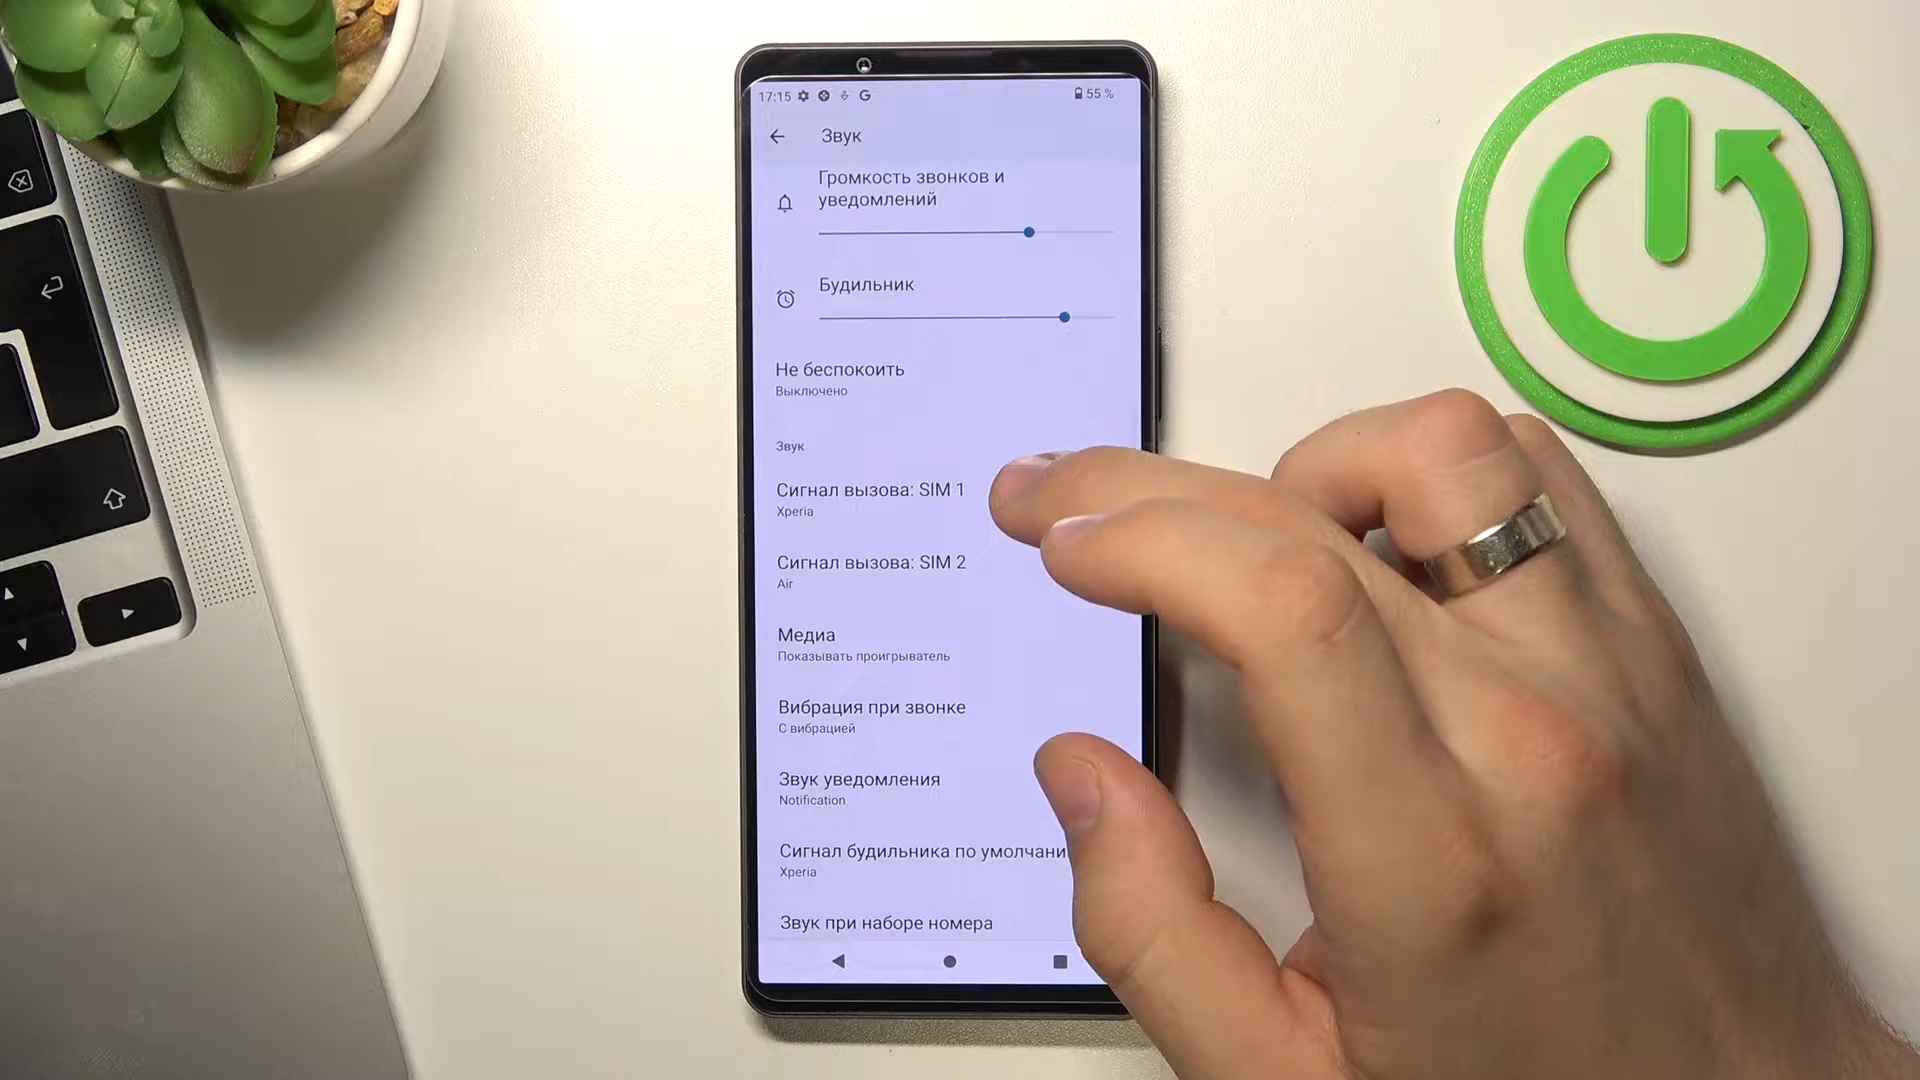 17:15
55 %
Звук
Громкость звонков и
уведомлений
Будильник
Не беспокоить
Выключено
Звук
Сигнал вызова: SIM 1
Xperia
Сигнал вызова: SIM 2
Air
Медиа
Показывать проигрыватель
Вибрация при звонке
С вибрацией
Звук уведомления
Notification
Сигнал будильника по умолчани
Xperia
Звук при наборе номера